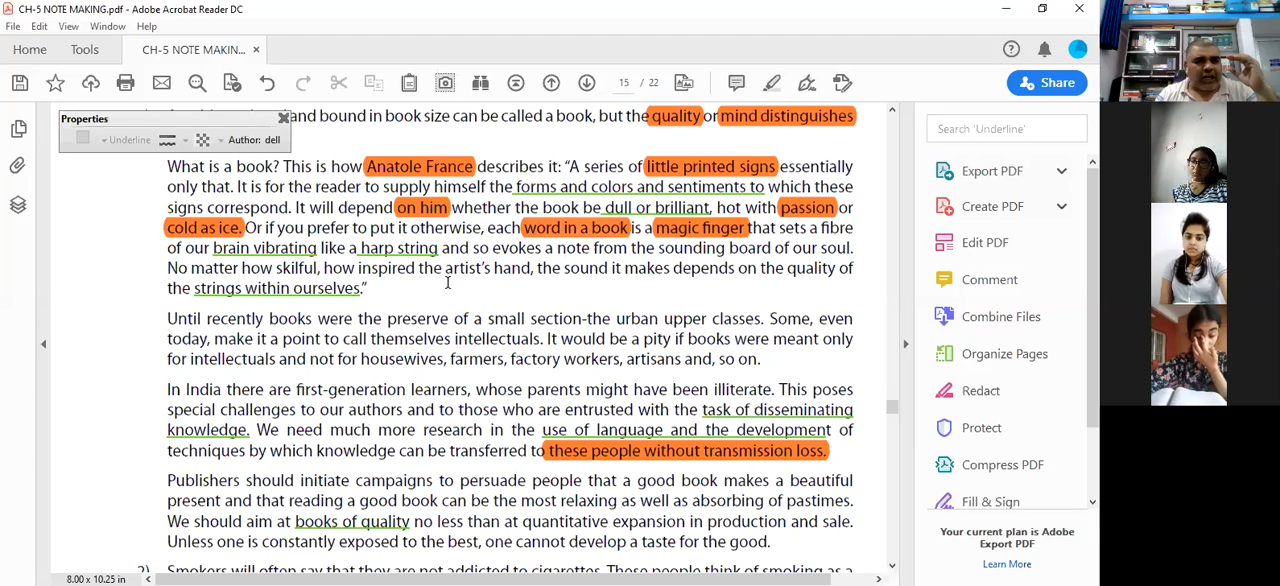 CH-5 NOTE MAKING.pdf - Adobe Acrobat Reader DC
File Edit View Window Help
Home Tools CH-5 NOTE MAKIN... ×
15 / 22
Share
Properties
Underline Author: dell
and bound in book size can be called a book, but the quality or mind distinguishes
What is a book? This is how Anatole France describes it: “A series of little printed signs essentially
only that. It is for the reader to supply himself the forms and colors and sentiments to which these
signs correspond. It will depend on him whether the book be dull or brilliant, hot with passion or
cold as ice. Or if you prefer to put it otherwise, each word in a book is a magic finger that sets a fibre
of our brain vibrating like a harp string and so evokes a note from the sounding board of our soul.
No matter how skilful, how inspired the artist’s hand, the sound it makes depends on the quality of
the strings within ourselves.”
Until recently books were the preserve of a small section-the urban upper classes. Some, even
today, make it a point to call themselves intellectuals. It would be a pity if books were meant only
for intellectuals and not for housewives, farmers, factory workers, artisans and, so on.
In India there are first-generation learners, whose parents might have been illiterate. This poses
special challenges to our authors and to those who are entrusted with the task of disseminating
knowledge. We need much more research in the use of language and the development of
techniques by which knowledge can be transferred to these people without transmission loss.
Publishers should initiate campaigns to persuade people that a good book makes a beautiful
present and that reading a good book can be the most relaxing as well as absorbing of pastimes.
We should aim at books of quality no less than at quantitative expansion in production and sale.
Unless one is constantly exposed to the best, one cannot develop a taste for the good.
2) Smokers will often say that they are not addicted to cigarettes. These people think of smoking as a
8.00 x 10.25 in
Search 'Underline'
Export PDF
Create PDF
Edit PDF
Comment
Combine Files
Organize Pages
Redact
Protect
Compress PDF
Fill & Sign
Your current plan is Adobe
Export PDF
Learn More